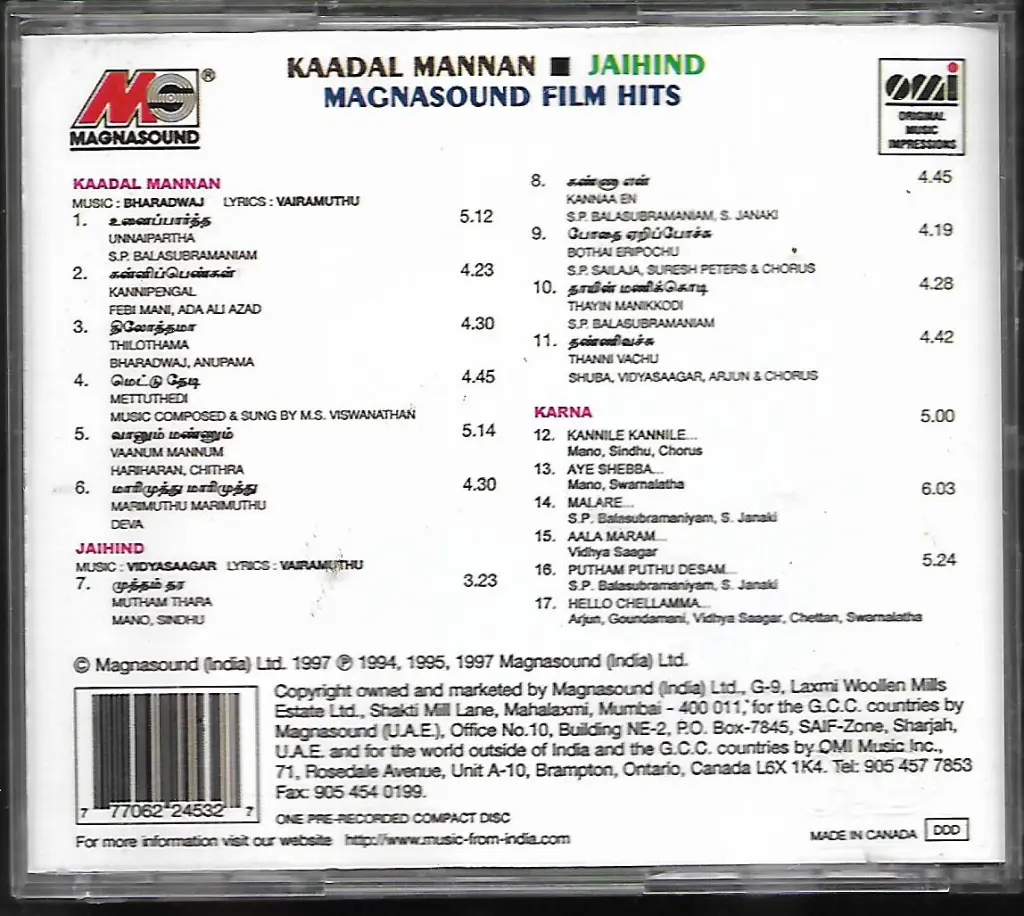 KAADAL MANNAN ■ JAIHIND
MAGNASOUND FILM HITS
MAGNASOUND
®
OMI
ORIGINAL
MUSIC
IMPRESSIONS
KAADAL MANNAN
MUSIC : BHARADWAJ LYRICS : VAIRAMUTHU
1. உனைப்பார்த்த 5.12
UNNAIPARTHA
S.P. BALASUBRAMANIAM
2. கன்னிப்பெண்கள் 4.23
KANNIPENGAL
FEBI MANI, ADA ALI AZAD
3. திலோத்தமா 4.30
THILOTHAMA
BHARADWAJ, ANUPAMA
4. மெட்டு தேடி 4.45
METTUTHEDI
MUSIC COMPOSED & SUNG BY M.S. VISWANATHAN
5. வானும் மண்ணும் 5.14
VAANUM MANNUM
HARIHARAN, CHITHRA
6. மாரிமுத்து மாரிமுத்து 4.30
MARIMUTHU MARIMUTHU
DEVA
JAIHIND
MUSIC : VIDYASAAGAR LYRICS : VAIRAMUTHU
7. முத்தம் தர 3.23
MUTHAM THARA
MANO, SINDHU
8. கண்ணா என் 4.45
KANNAA EN
S.P. BALASUBRAMANIAM, S. JANAKI
9. போதை ஏறிப்போச்சு 4.19
BOTHAI ERIPOCHU
S.P. SAILAJA, SURESH PETERS & CHORUS
10. தாயின் மணிக்கொடி 4.28
THAYIN MANIKKODI
S.P. BALASUBRAMANIAM
11. தண்ணிவச்சு 4.42
THANNI VACHU
SHUBA, VIDYASAAGAR, ARJUN & CHORUS
KARNA
12. KANNILE KANNILE... 5.00
Mano, Sindhu, Chorus
13. AYE SHEBBA...
Mano, Swarnalatha
14. MALARE... 6.03
S.P. Balasubramaniyam, S. Janaki
15. AALA MARAM...
Vidhya Saagar
16. PUTHAM PUTHU DESAM... 5.24
S.P. Balasubramaniyam, S. Janaki
17. HELLO CHELLAMMA...
Arjun, Goundamani, Vidhya Saagar, Chettan, Swarnalatha
© Magnasound (India) Ltd. 1997 ℗ 1994, 1995, 1997 Magnasound (India) Ltd.
Copyright owned and marketed by Magnasound (India) Ltd., G-9, Laxmi Woollen Mills
Estate Ltd., Shakti Mill Lane, Mahalaxmi, Mumbai - 400 011, for the G.C.C. countries by
Magnasound (U.A.E.), Office No.10, Building NE-2, P.O. Box-7845, SAIF-Zone, Sharjah,
U.A.E. and for the world outside of India and the G.C.C. countries by OMI Music Inc.,
71, Rosedale Avenue, Unit A-10, Brampton, Ontario, Canada L6X 1K4. Tel: 905 457 7853
Fax: 905 454 0199.
7 77062 24532 7
ONE PRE-RECORDED COMPACT DISC
For more information visit our website http://www.music-from-india.com
MADE IN CANADA DDD